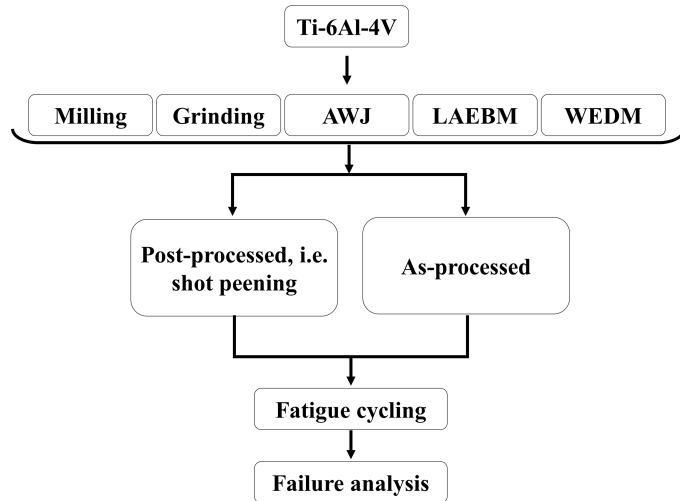 Ti-6Al-4V
Milling
Grinding
AWJ
LAEBM
WEDM
Post-processed, i.e.
shot peening
As-processed
Fatigue cycling
Failure analysis